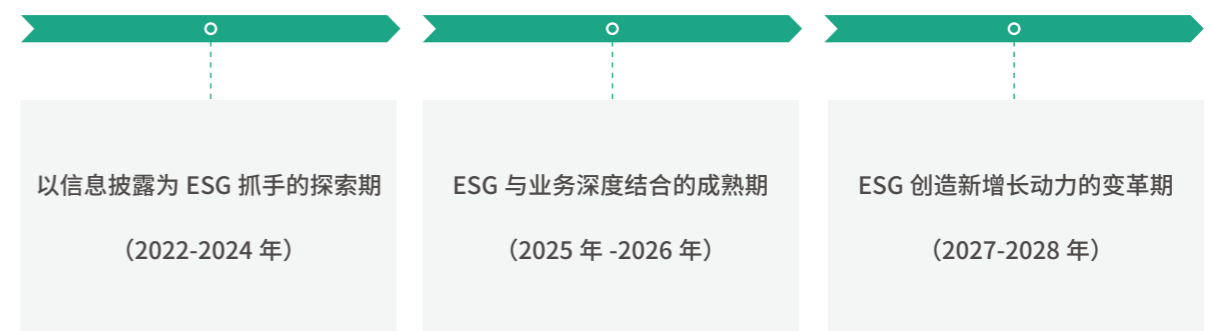 以信息披露为 ESG 抓手的探索期
（2022-2024 年）
ESG 与业务深度结合的成熟期
（2025 年 -2026 年）
ESG 创造新增长动力的变革期
（2027-2028 年）